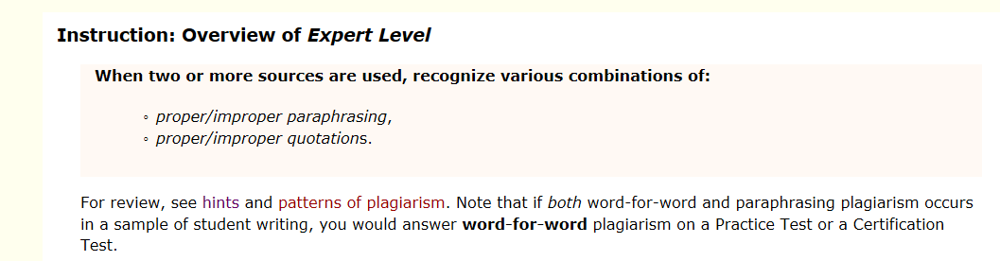 Instruction: Overview of Expert Level
When two or more sources are used, recognize various combinations of:
◦ proper/improper paraphrasing,
◦ proper/improper quotations.
For review, see hints and patterns of plagiarism. Note that if both word-for-word and paraphrasing plagiarism occurs
in a sample of student writing, you would answer word-for-word plagiarism on a Practice Test or a Certification
Test.